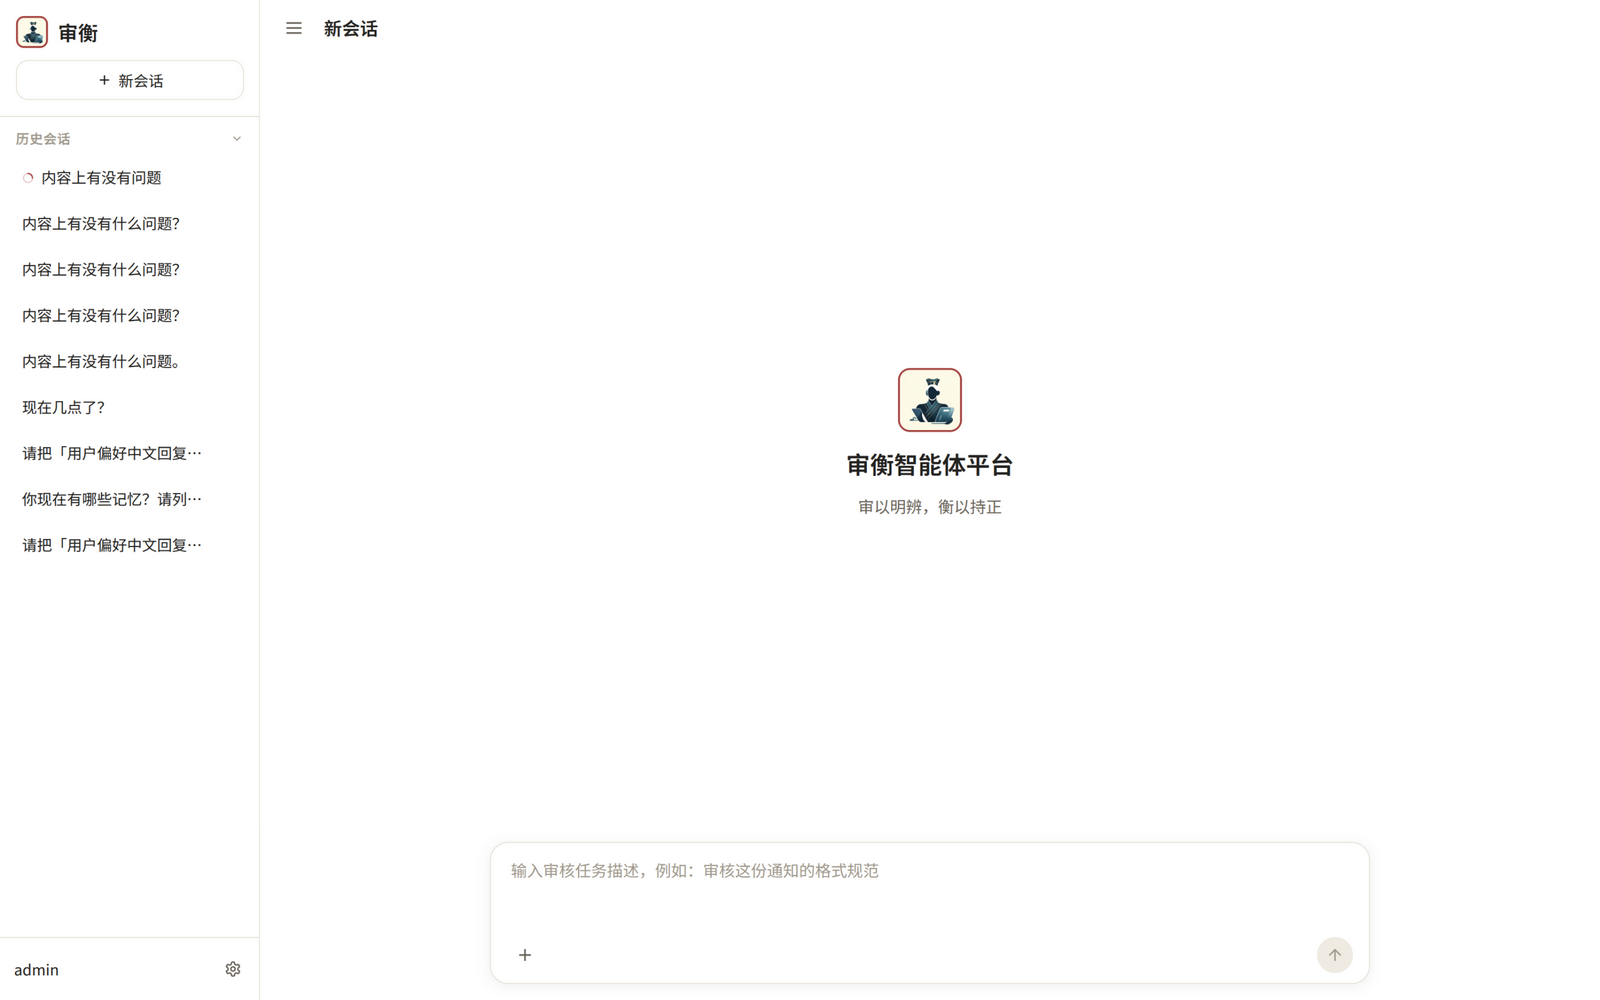 审衡
+ 新会话
历史会话
内容上有没有问题
内容上有没有什么问题？
内容上有没有什么问题？
内容上有没有什么问题？
内容上有没有什么问题。
现在几点了？
请把「用户偏好中文回复…
你现在有哪些记忆？请列…
请把「用户偏好中文回复…
admin
新会话
审衡智能体平台
审以明辨，衡以持正
输入审核任务描述，例如：审核这份通知的格式规范